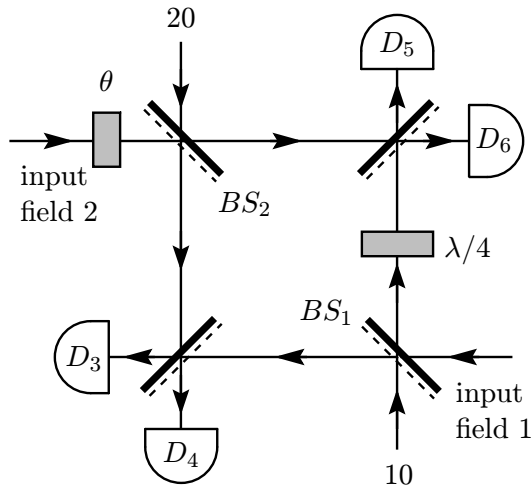 20
D5
θ
D6
input
field 2
BS2
λ/4
BS1
D3
input
field 1
D4
10